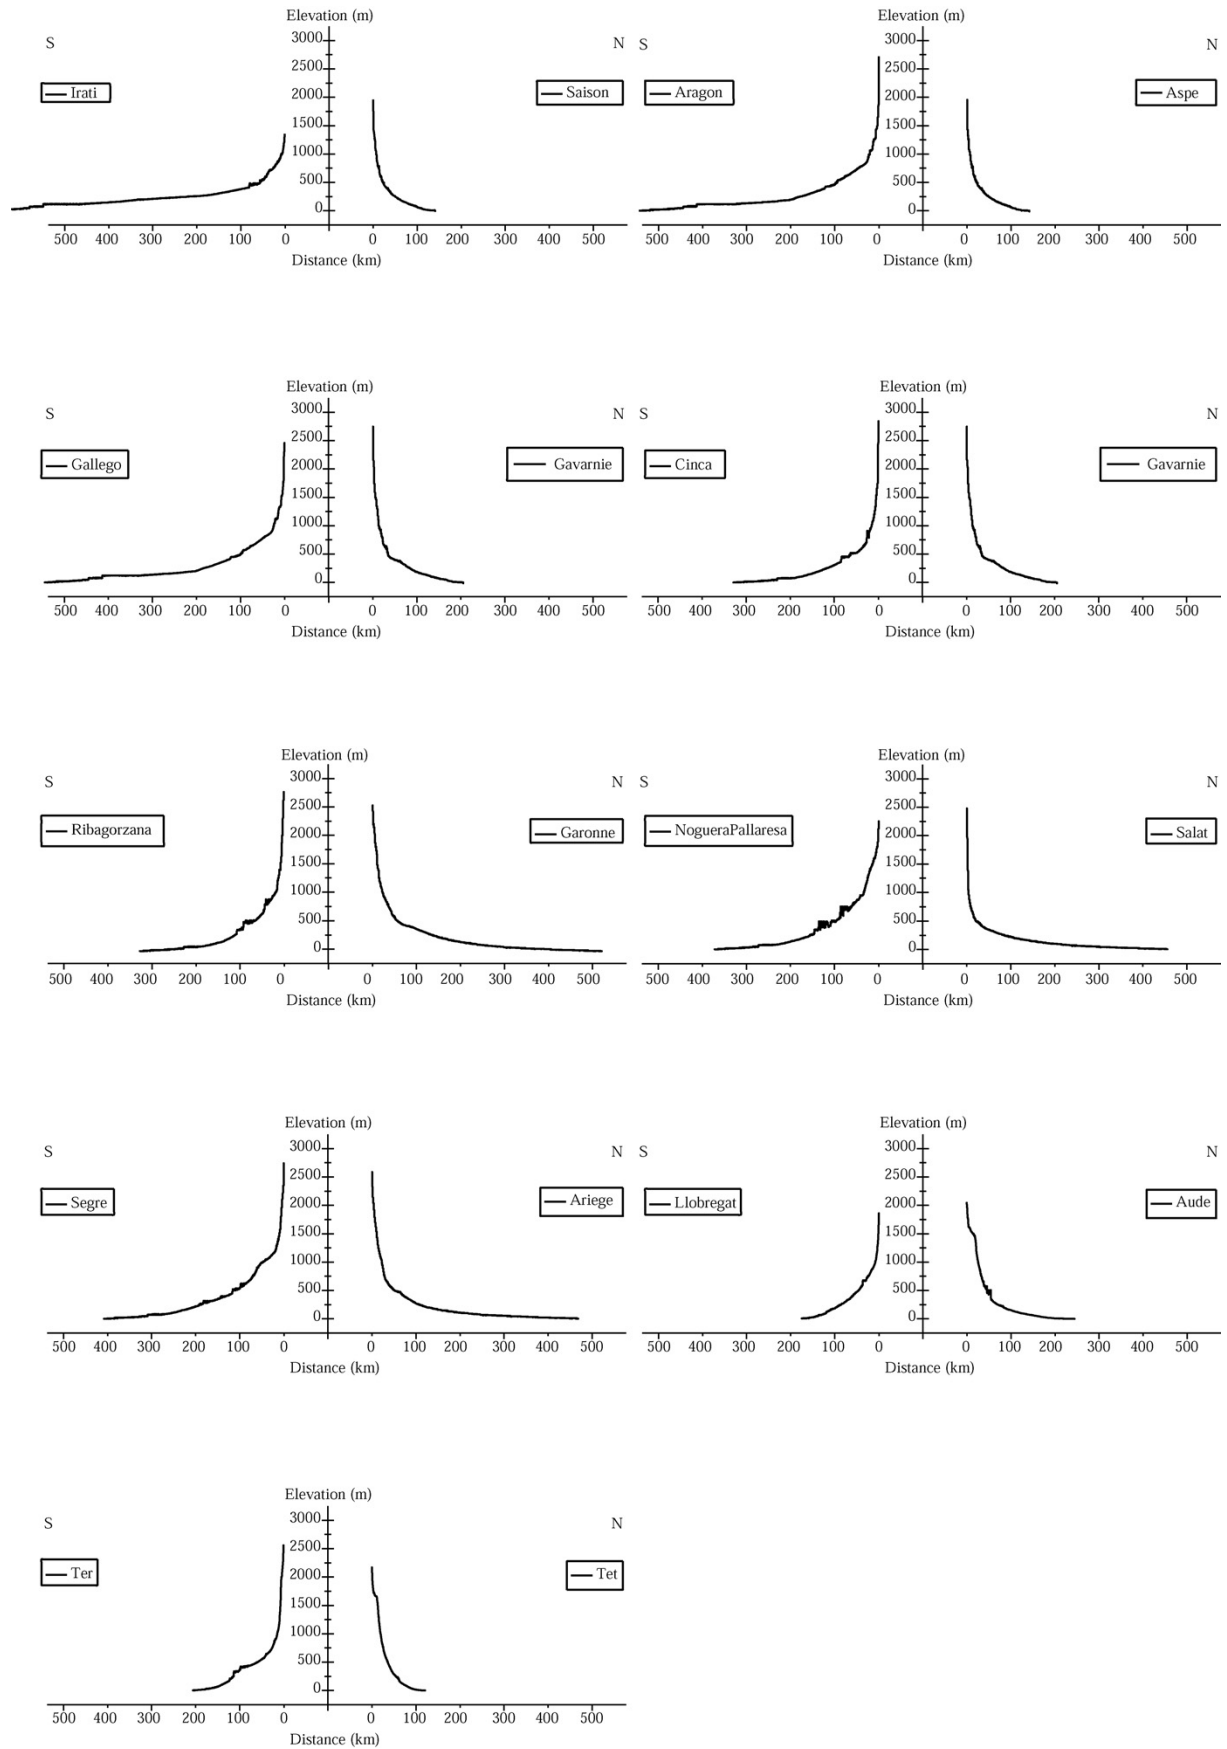 Elevation (m)
S N
Irati
Saison
3000
2500
2000
1500
1000
500
0
500 400 300 200 100 0 0 100 200 300 400 500
Distance (km)
Elevation (m)
S N
Aragon
Aspe
3000
2500
2000
1500
1000
500
0
500 400 300 200 100 0 0 100 200 300 400 500
Distance (km)
Elevation (m)
S N
Gallego
Gavarnie
3000
2500
2000
1500
1000
500
0
500 400 300 200 100 0 0 100 200 300 400 500
Distance (km)
Elevation (m)
S N
Cinca
Gavarnie
3000
2500
2000
1500
1000
500
0
500 400 300 200 100 0 0 100 200 300 400 500
Distance (km)
Elevation (m)
S N
Ribagorzana
Garonne
3000
2500
2000
1500
1000
500
0
500 400 300 200 100 0 0 100 200 300 400 500
Distance (km)
Elevation (m)
S N
NogueraPallaresa
Salat
3000
2500
2000
1500
1000
500
0
500 400 300 200 100 0 0 100 200 300 400 500
Distance (km)
Elevation (m)
S N
Segre
Ariege
3000
2500
2000
1500
1000
500
0
500 400 300 200 100 0 0 100 200 300 400 500
Distance (km)
Elevation (m)
S N
Llobregat
Aude
3000
2500
2000
1500
1000
500
0
500 400 300 200 100 0 0 100 200 300 400 500
Distance (km)
Elevation (m)
S N
Ter
Tet
3000
2500
2000
1500
1000
500
0
500 400 300 200 100 0 0 100 200 300 400 500
Distance (km)